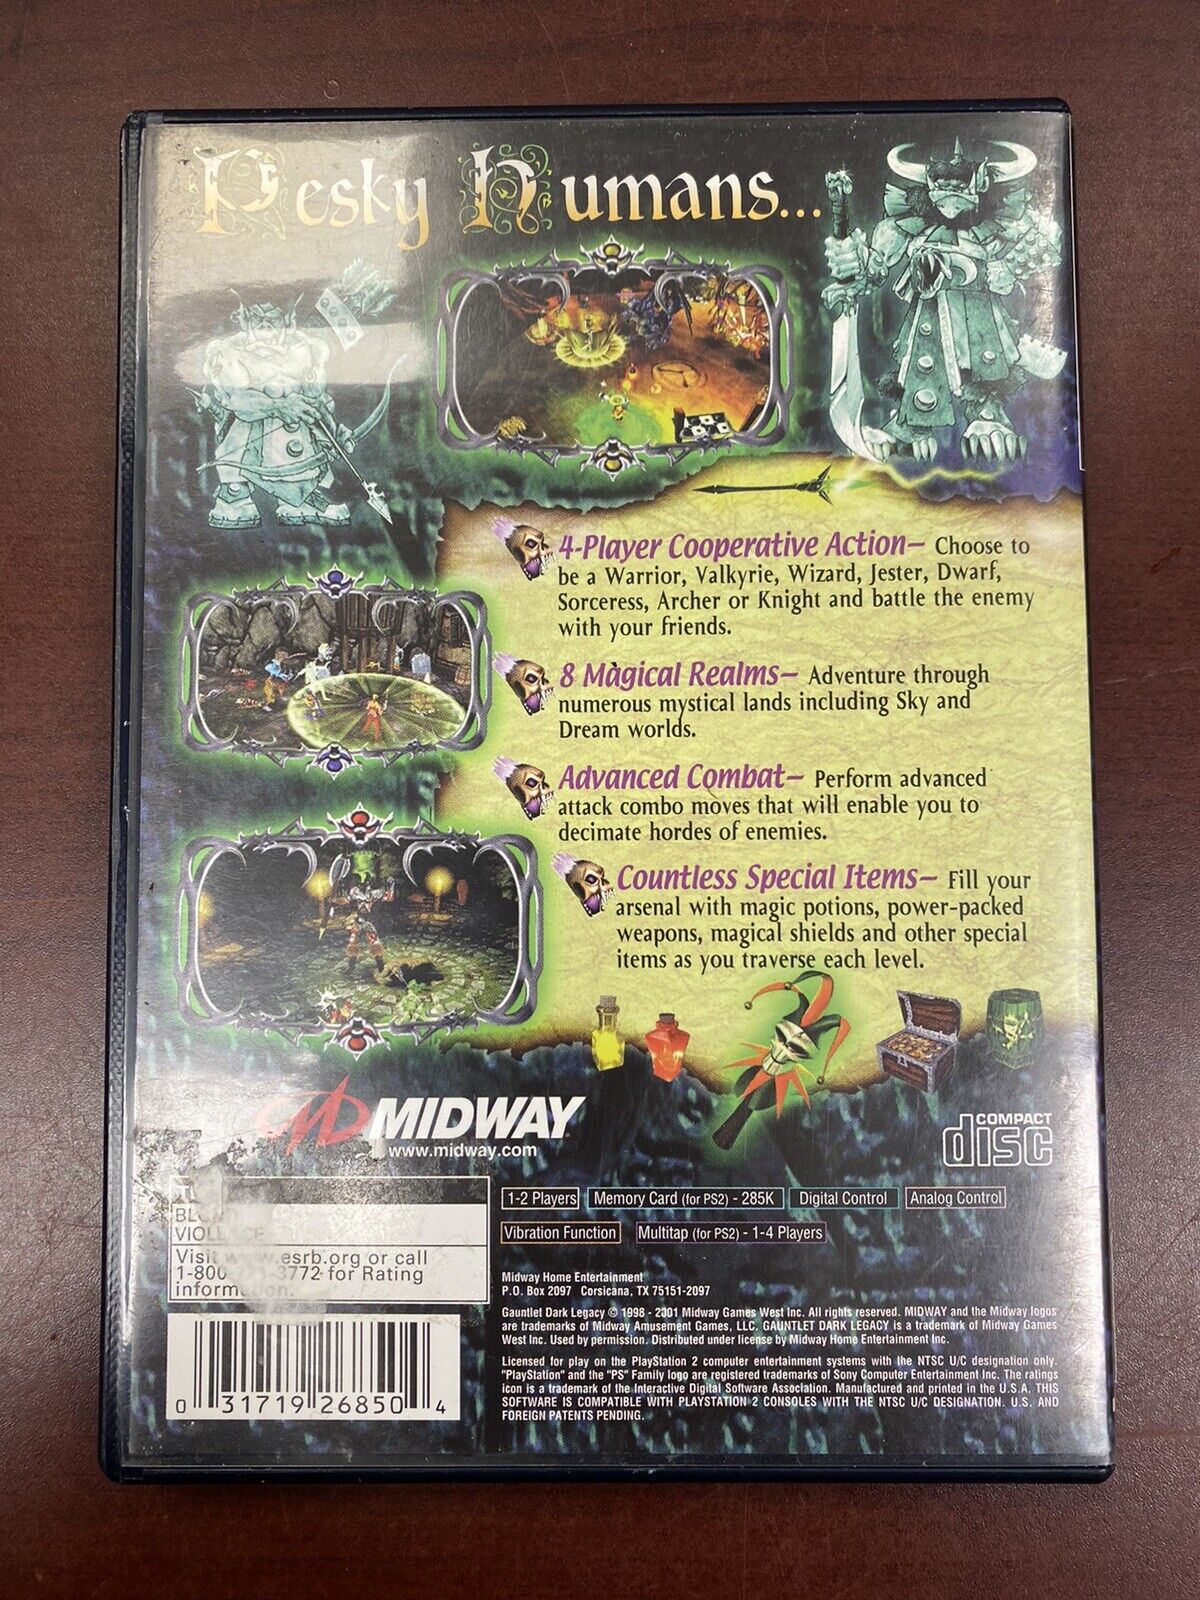 Pesky Humans...
4-Player Cooperative Action– Choose to
be a Warrior, Valkyrie, Wizard, Jester, Dwarf,
Sorceress, Archer or Knight and battle the enemy
with your friends.
8 Magical Realms– Adventure through
numerous mystical lands including Sky and
Dream worlds.
Advanced Combat– Perform advanced
attack combo moves that will enable you to
decimate hordes of enemies.
Countless Special Items– Fill your
arsenal with magic potions, power-packed
weapons, magical shields and other special
items as you traverse each level.
MIDWAY
www.midway.com
COMPACT
disc
VIOLENCE
Visit www.esrb.org or call
for Rating
information.
0 31719 26850 4
1-2 Players Memory Card (for PS2) - 285K Digital Control Analog Control
Vibration Function Multitap (for PS2) - 1-4 Players
Midway Home Entertainment
P.O. Box 2097 Corsicana, TX 75151-2097
Gauntlet Dark Legacy © 1998 - 2001 Midway Games West Inc. All rights reserved. MIDWAY and the Midway logos
are trademarks of Midway Amusement Games, LLC. GAUNTLET DARK LEGACY is a trademark of Midway Games
West Inc. Used by permission. Distributed under license by Midway Home Entertainment Inc.
Licensed for play on the PlayStation 2 computer entertainment systems with the NTSC U/C designation only.
"PlayStation" and the "PS" Family logo are registered trademarks of Sony Computer Entertainment Inc. The ratings
icon is a trademark of the Interactive Digital Software Association. Manufactured and printed in the U.S.A. THIS
SOFTWARE IS COMPATIBLE WITH PLAYSTATION 2 CONSOLES WITH THE NTSC U/C DESIGNATION. U.S. AND
FOREIGN PATENTS PENDING.